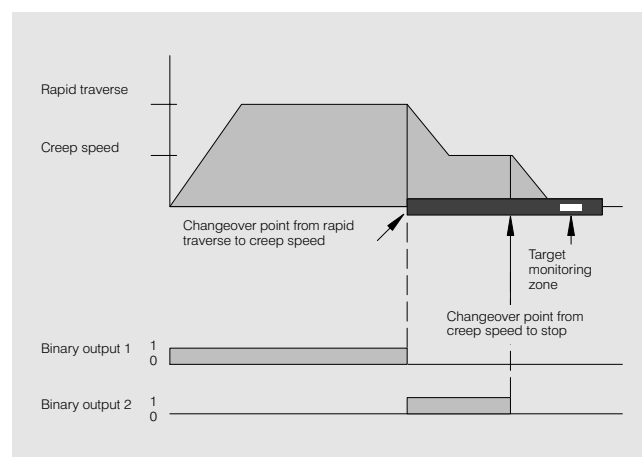 Rapid traverse
Creep speed
Changeover point from rapid
traverse to creep speed
Target
monitoring
zone
Changeover point from
creep speed to stop
Binary output 1 1
0
Binary output 2 1
0